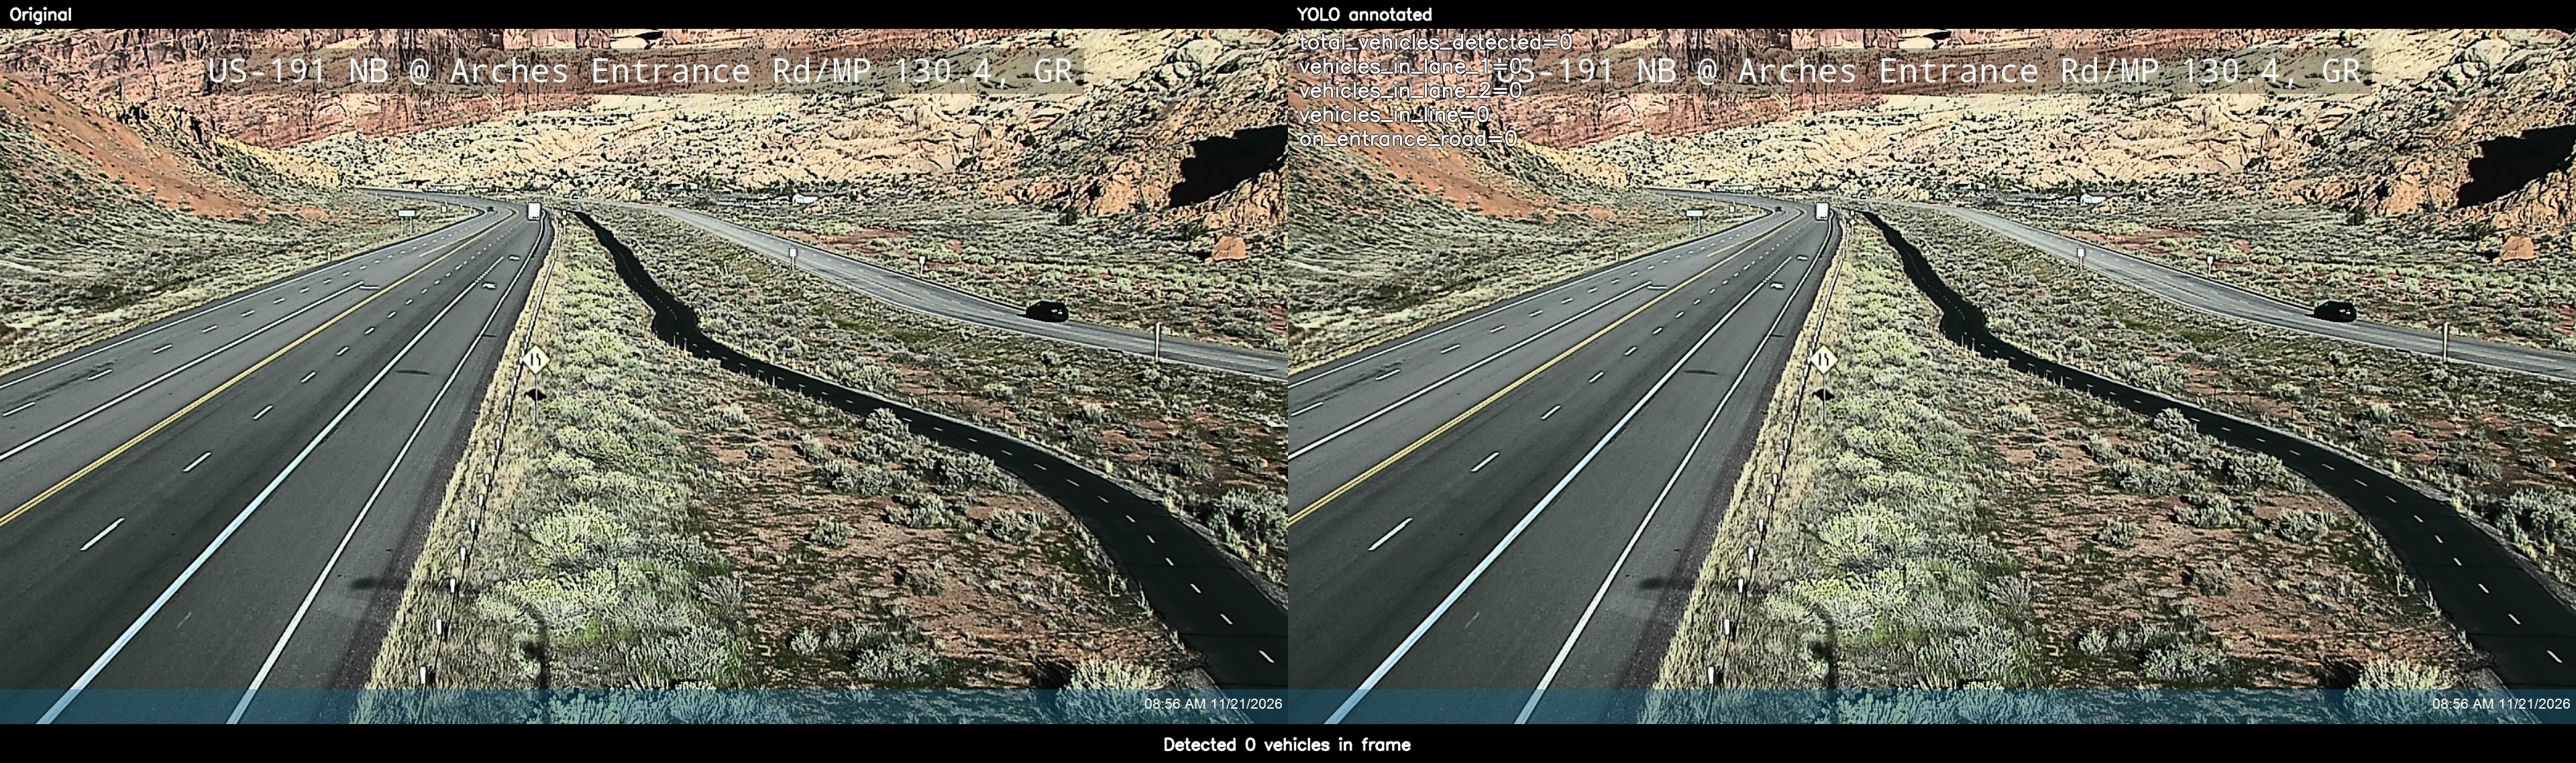 Original
US-191 NB @ Arches Entrance Rd/MP 130.4, GR
08:56 AM 11/21/2026
YOLO annotated
total_vehicles_detected=0
vehicles_in_lane_1=0
US-191 NB @ Arches Entrance Rd/MP 130.4, GR
vehicles_in_lane_2=0
vehicles_in_line=0
on_entrance_road=0
08:56 AM 11/21/2026
Detected 0 vehicles in frame